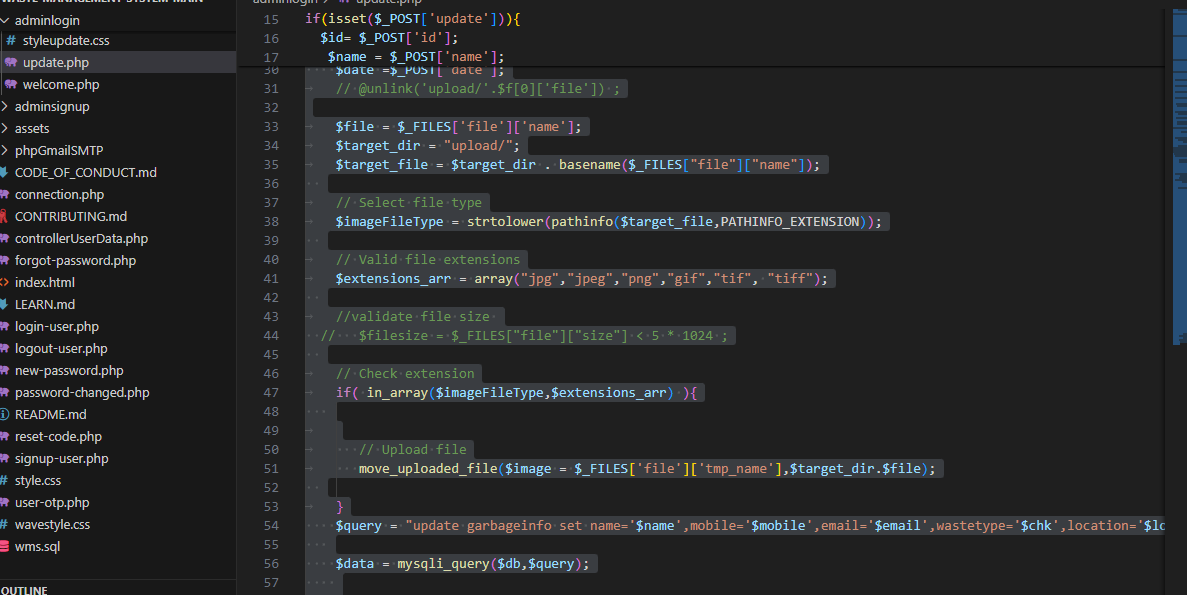 adminlogin
styleupdate.css
update.php
welcome.php
adminsignup
assets
phpGmailSMTP
CODE_OF_CONDUCT.md
connection.php
CONTRIBUTING.md
controllerUserData.php
forgot-password.php
index.html
LEARN.md
login-user.php
logout-user.php
new-password.php
password-changed.php
README.md
reset-code.php
signup-user.php
style.css
user-otp.php
wavestyle.css
wms.sql
OUTLINE
15 if(isset($_POST['update'])){
16 $id= $_POST['id'];
17 $name = $_POST['name'];
30 $date =$_POST['date'];
31 // @unlink('upload/'.$f[0]['file']) ;
32
33 $file = $_FILES['file']['name'];
34 $target_dir = "upload/";
35 $target_file = $target_dir . basename($_FILES["file"]["name"]);
36
37 // Select file type
38 $imageFileType = strtolower(pathinfo($target_file,PATHINFO_EXTENSION));
39
40 // Valid file extensions
41 $extensions_arr = array("jpg","jpeg","png","gif","tif", "tiff");
42
43 //validate file size
44 // $filesize = $_FILES["file"]["size"] < 5 * 1024 ;
45
46 // Check extension
47 if( in_array($imageFileType,$extensions_arr) ){
48
49
50 // Upload file
51 move_uploaded_file($image = $_FILES['file']['tmp_name'],$target_dir.$file);
52
53 }
54 $query = "update garbageinfo set name='$name',mobile='$mobile',email='$email',wastetype='$chk',location='$lo
55
56 $data = mysqli_query($db,$query);
57